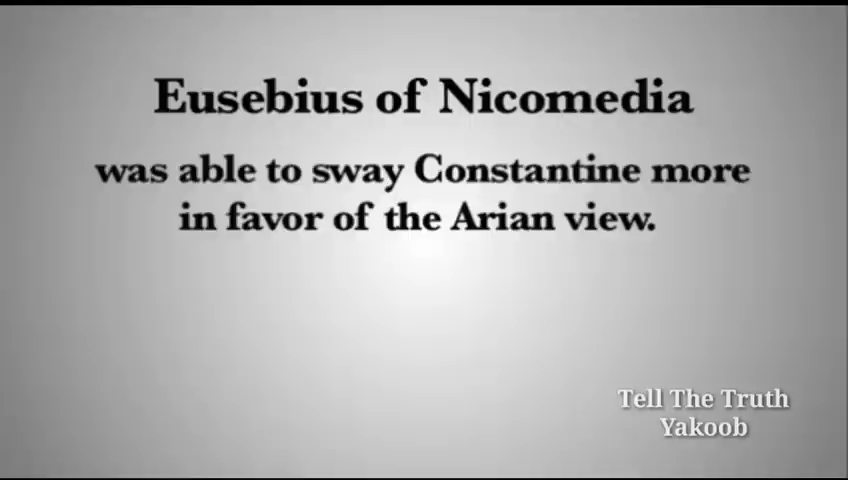 Eusebius of Nicomedia
was able to sway Constantine more
in favor of the Arian view.
Tell The Truth
Yakoob